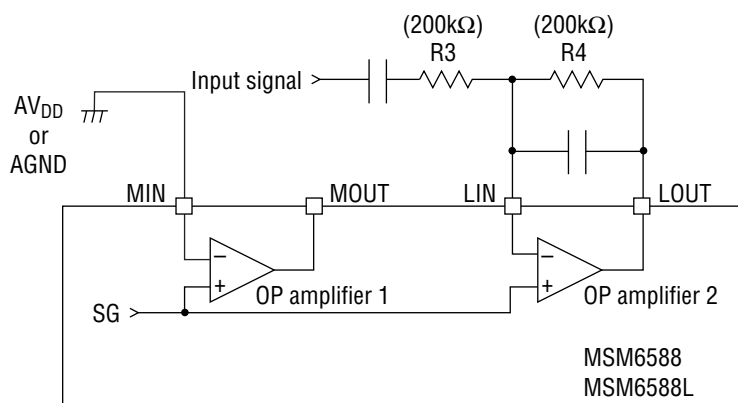 (200kΩ) (200kΩ)
R3 R4
Input signal
AVDD
or
AGND
MIN MOUT LIN LOUT
− −
+ +
OP amplifier 1 OP amplifier 2
SG
MSM6588
MSM6588L